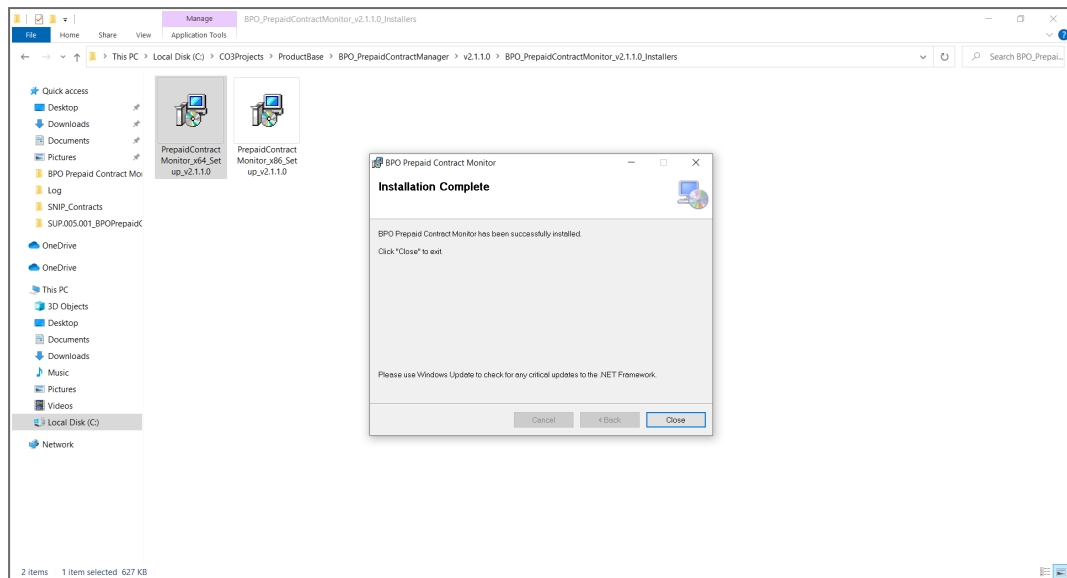 Manage
BPO_PrepaidContractMonitor_v2.1.1.0_Installers
File
Home
Share
View
Application Tools
This PC > Local Disk (C:) > CO3Projects > ProductBase > BPO_PrepaidContractManager > v2.1.1.0 > BPO_PrepaidContractMonitor_v2.1.1.0_Installers
Search BPO_Prepai...
Quick access
Desktop
Downloads
Documents
Pictures
BPO Prepaid Contract Mo
Log
SNIP_Contracts
SUP.005.001_BPOPrepaidC
OneDrive
OneDrive
This PC
3D Objects
Desktop
Documents
Downloads
Music
Pictures
Videos
Local Disk (C:)
Network
PrepaidContract
Monitor_x64_Set
up_v2.1.1.0
PrepaidContract
Monitor_x86_Set
up_v2.1.1.0
BPO Prepaid Contract Monitor
Installation Complete
BPO Prepaid Contract Monitor has been successfully installed.
Click "Close" to exit.
Please use Windows Update to check for any critical updates to the .NET Framework.
Cancel
< Back
Close
2 items
1 item selected 627 KB